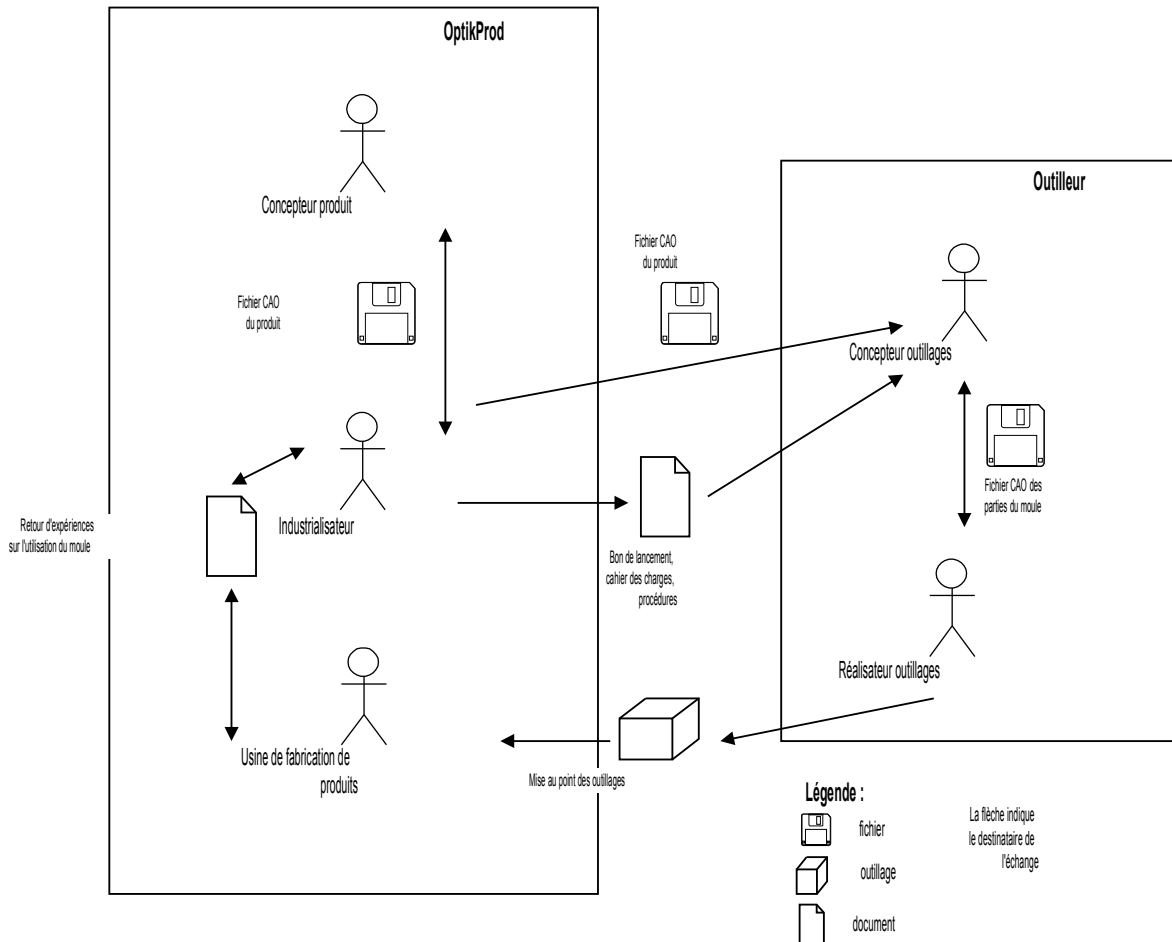 OptikProd
Outilleur
Concepteur produit
Fichier CAO
du produit
Fichier CAO
du produit
Concepteur outillages
Fichier CAO des
parties du moule
Retour d'expériences
sur l'utilisation du moule
Industrialisateur
Bon de lancement,
cahier des charges,
procédures
Réalisateur outillages
Usine de fabrication de
produits
Mise au point des outillages
Légende :
fichier
outillage
document
La flèche indique
le destinataire de
l'échange